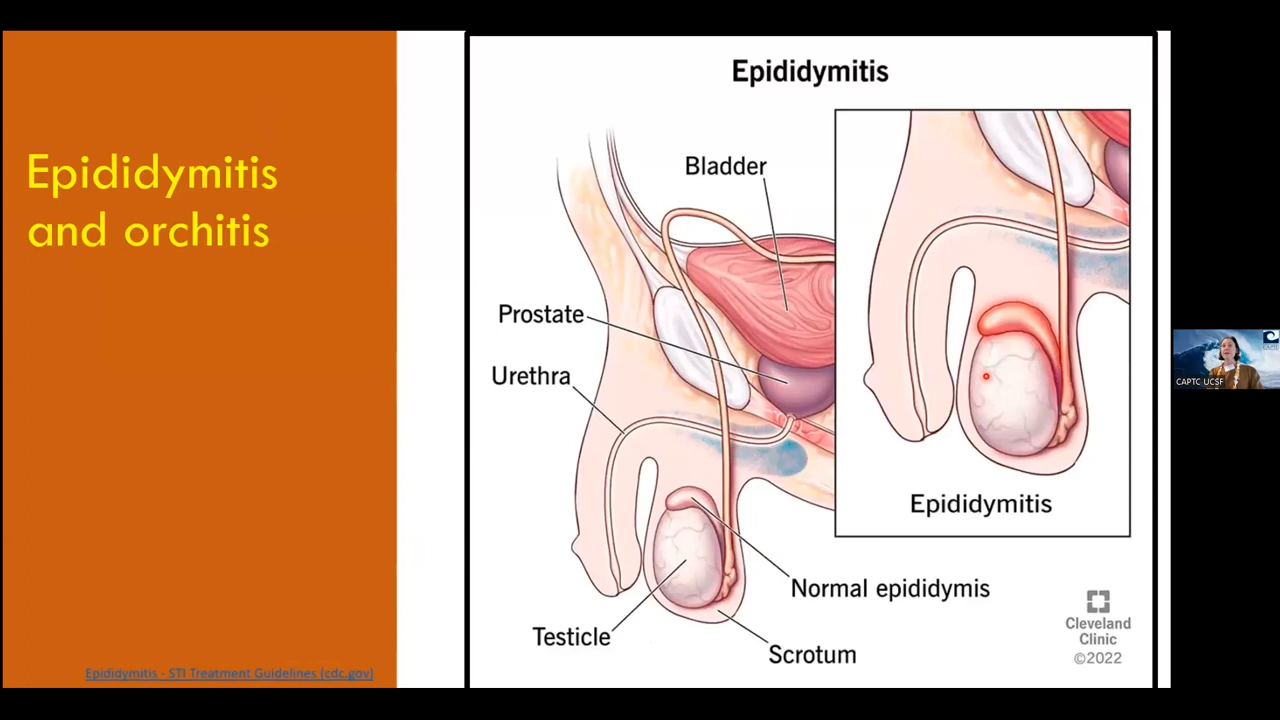 Epididymitis
and orchitis
Epididymitis - STI Treatment Guidelines (cdc.gov)
Epididymitis
Bladder
Prostate
Urethra
Normal epididymis
Testicle
Scrotum
Epididymitis
Cleveland
Clinic
©2022
CAPTC UCSF